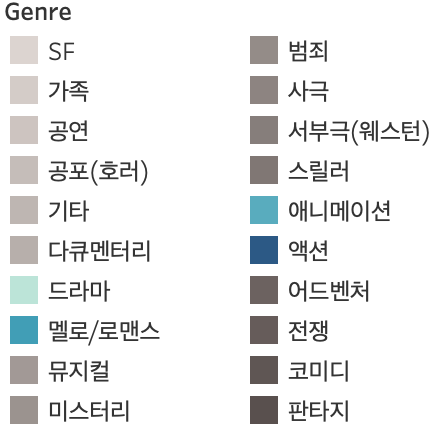 Genre
SF
가족
공연
공포(호러)
기타
다큐멘터리
드라마
멜로/로맨스
뮤지컬
미스터리
범죄
사극
서부극(웨스턴)
스릴러
애니메이션
액션
어드벤처
전쟁
코미디
판타지